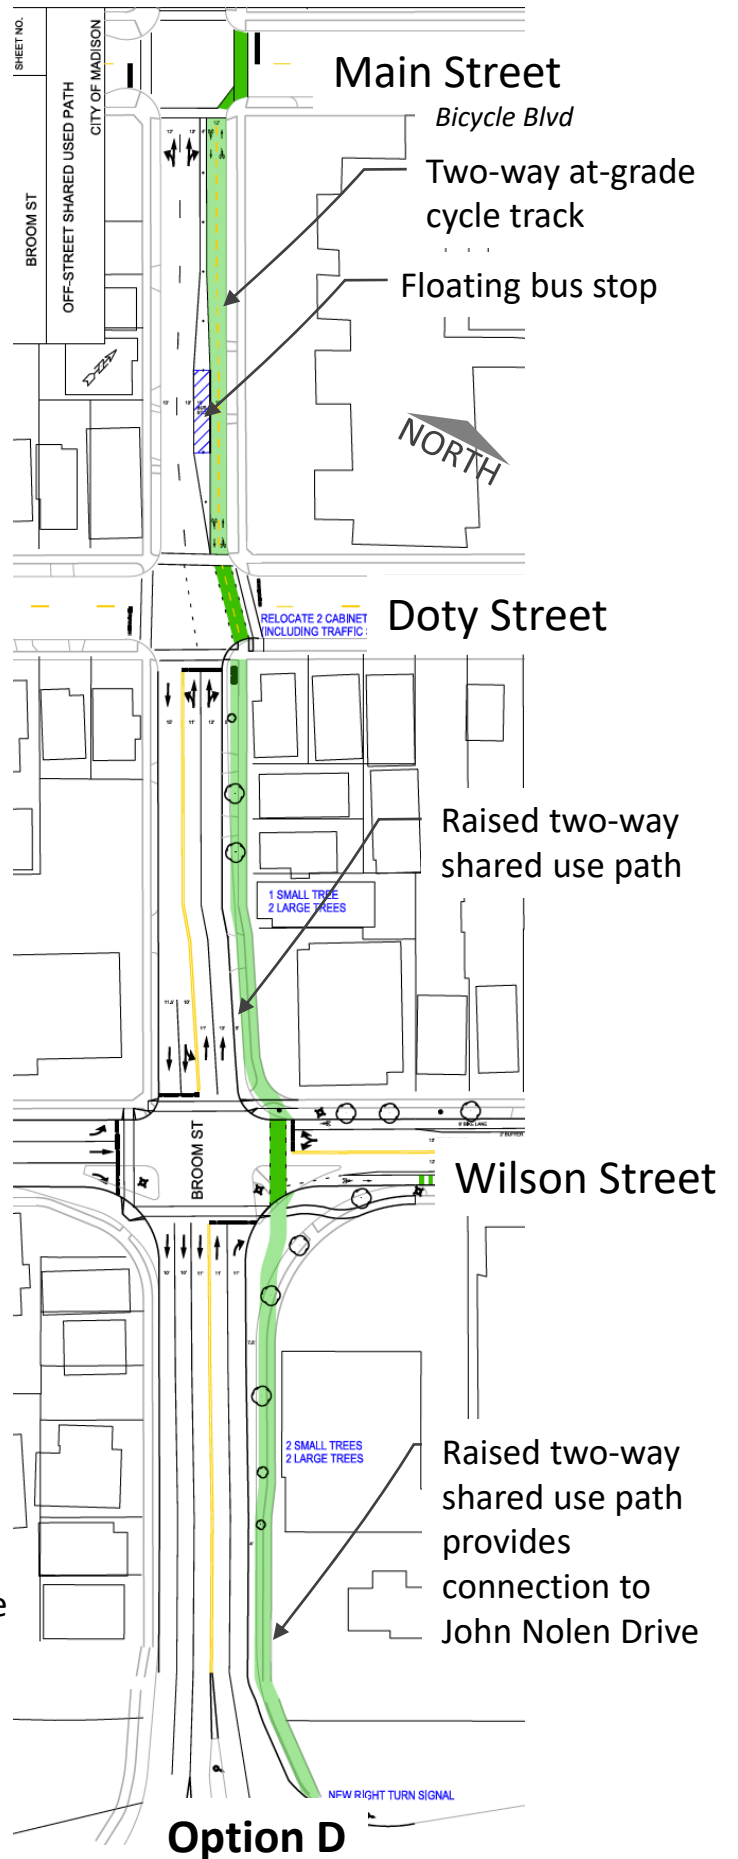 SHEET NO.
CITY OF MADISON
OFF-STREET SHARED USED PATH
BROOM ST
Main Street
Bicycle Blvd
Two-way at-grade
cycle track
Floating bus stop
NORTH
Doty Street
RELOCATE 2 CABINET
(INCLUDING TRAFFIC
Raised two-way
shared use path
1 SMALL TREE
2 LARGE TREES
BROOM ST
Wilson Street
2 SMALL TREES
2 LARGE TREES
Raised two-way
shared use path
provides
connection to
John Nolen Drive
e
NEW RIGHT TURN SIGNAL
Option D